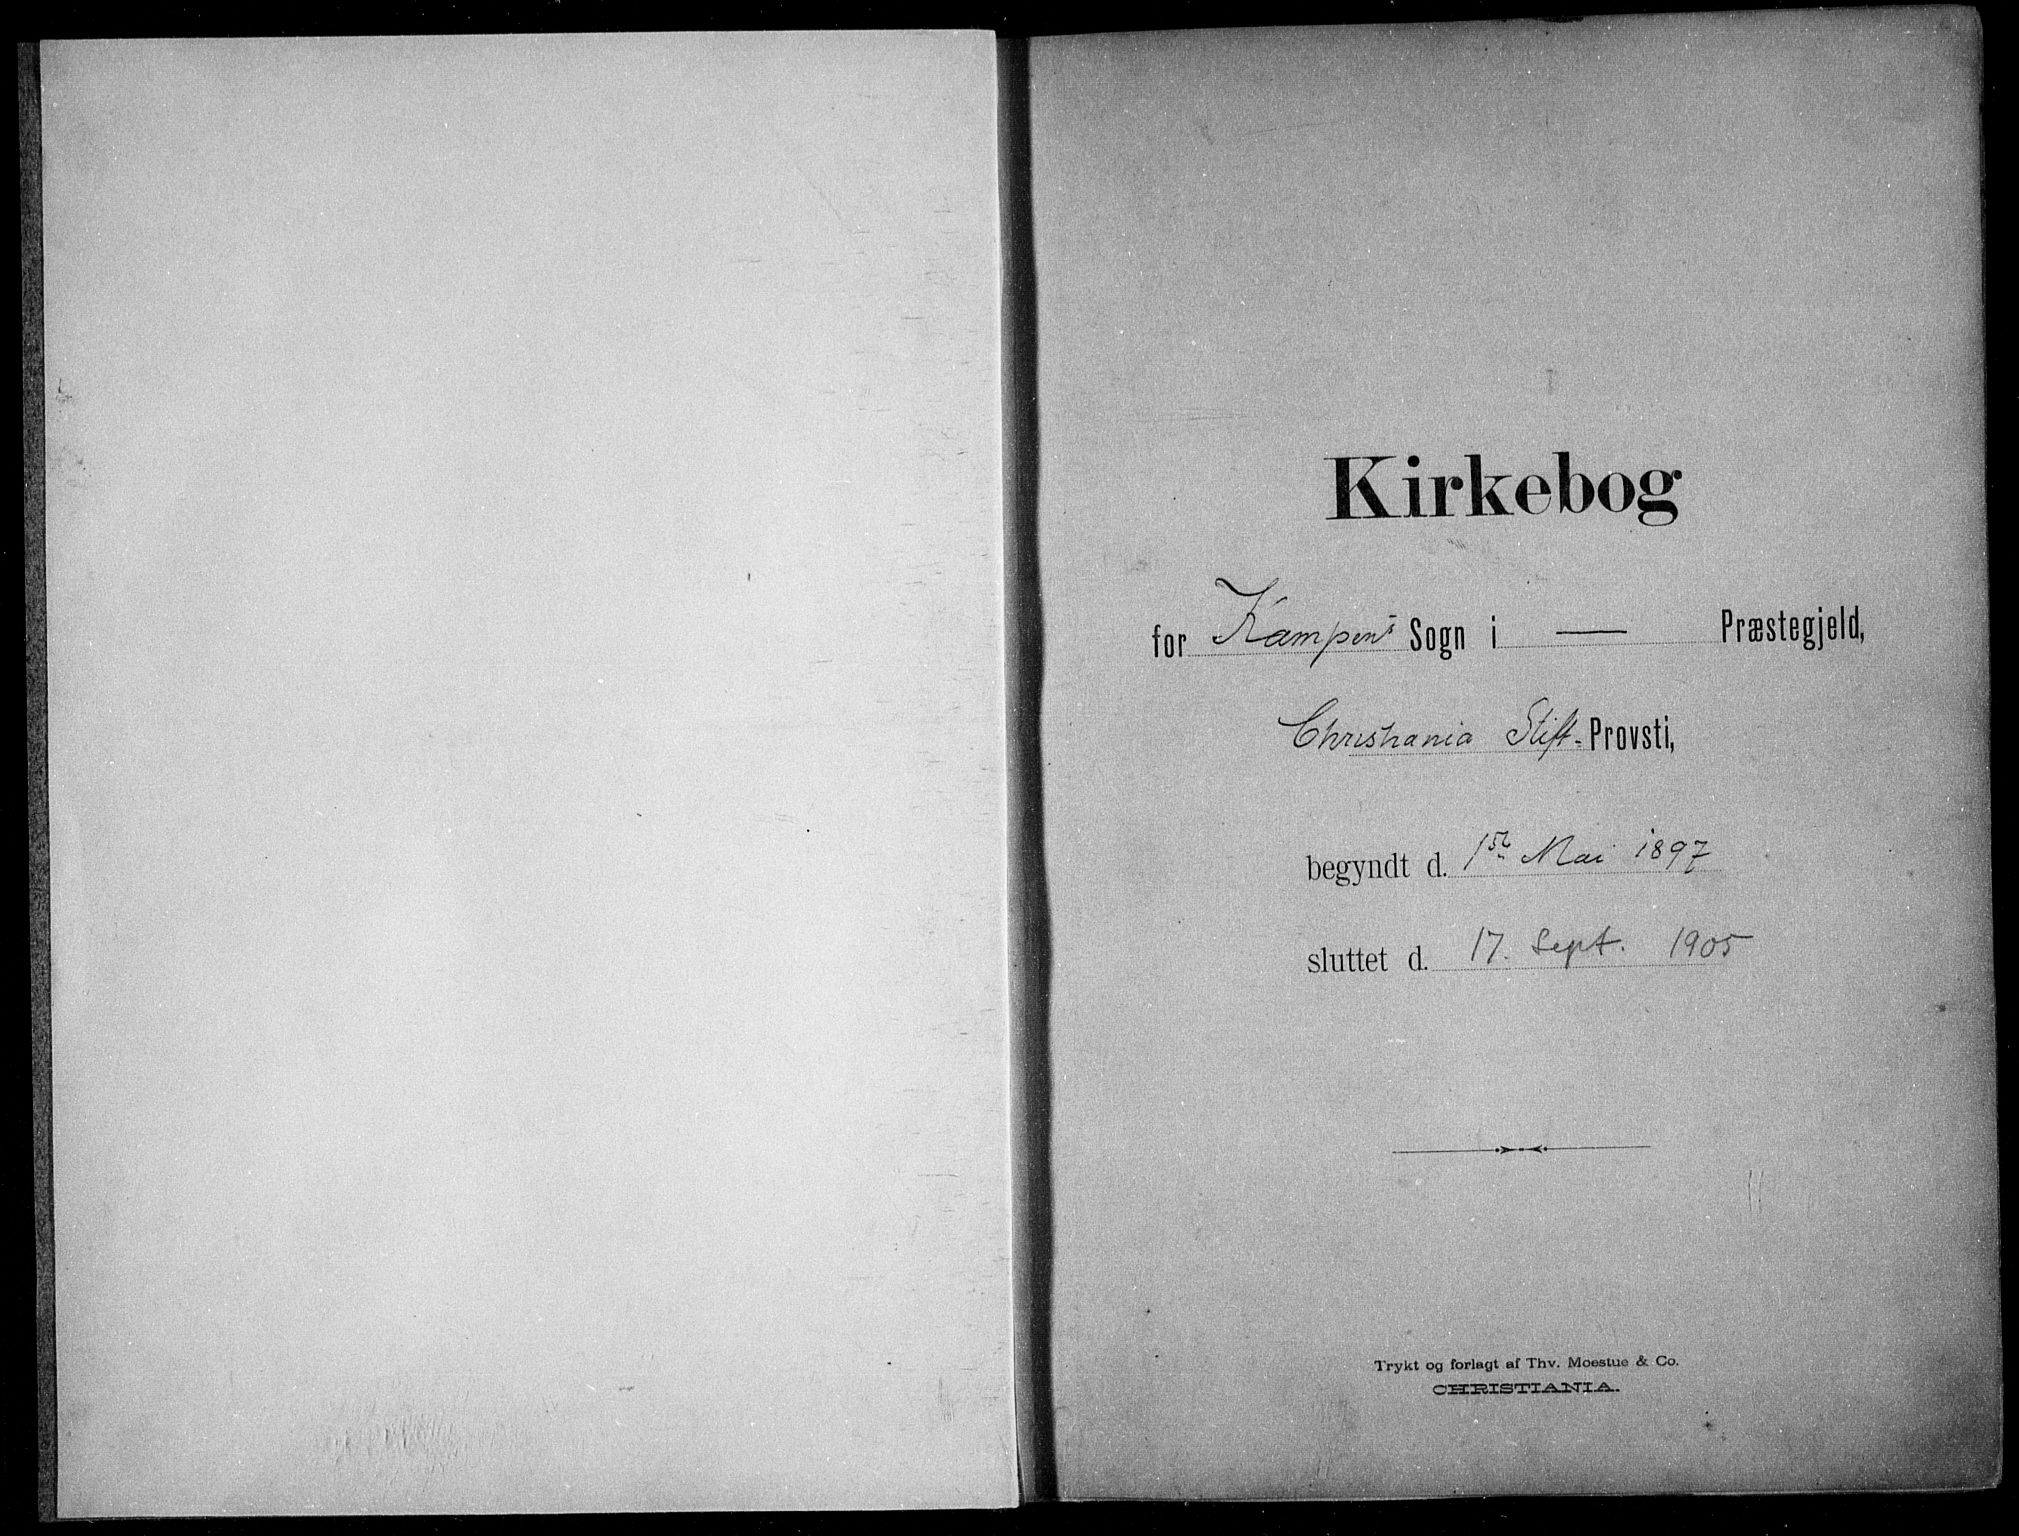 Kirkebog
for Kampens Sogn i — Præstegjeld,
Christiania Stift-Provsti,
begyndt d. 1ste Mai 1897
sluttet d. 17. Sept. 1905
Trykt og forlagt af Thv. Moestue & Co.
CHRISTIANIA.